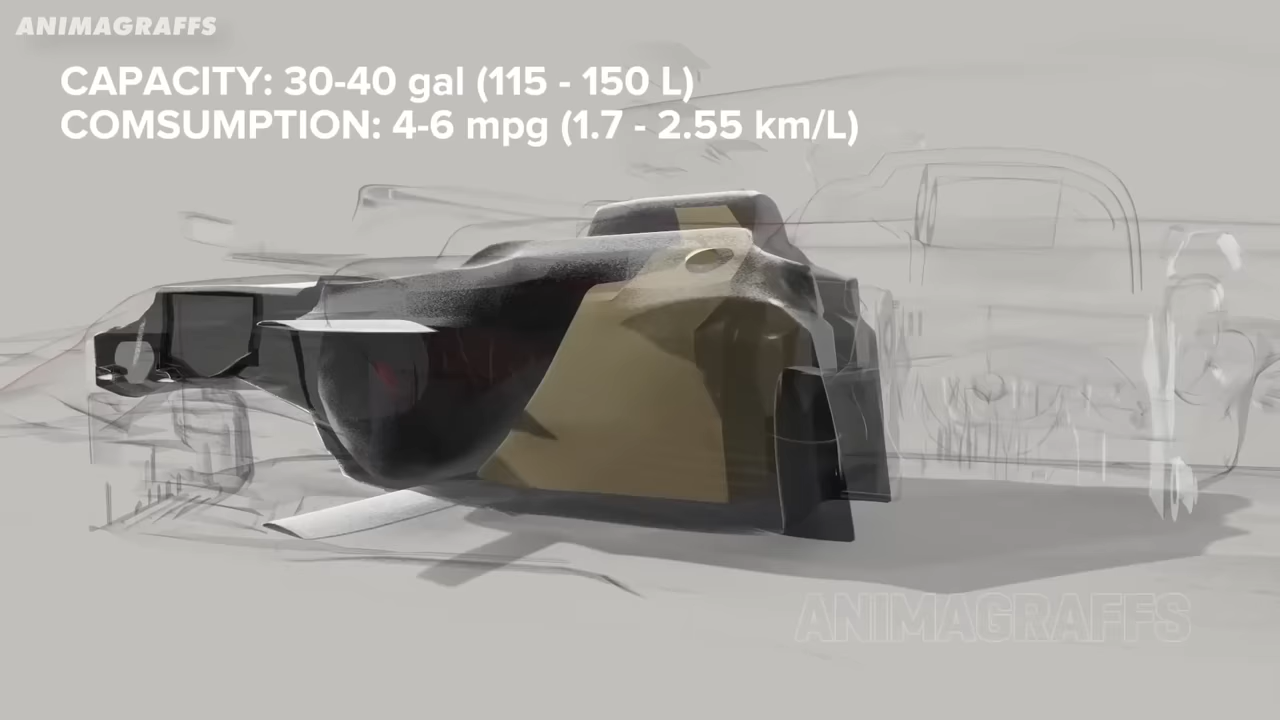 ANIMAGRAFFS
CAPACITY: 30-40 gal (115 - 150 L)
COMSUMPTION: 4-6 mpg (1.7 - 2.55 km/L)
ANIMAGRAFFS